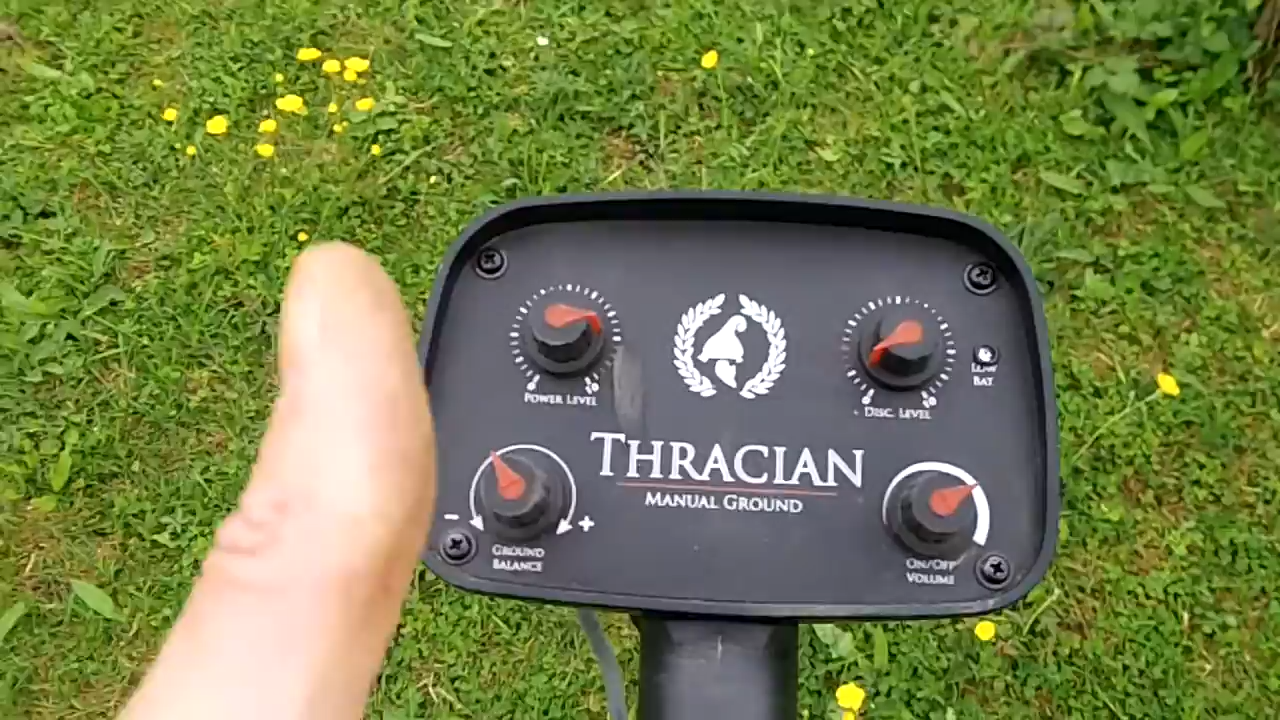 POWER LEVEL
DISC. LEVEL
LOW
BAT
THRACIAN
MANUAL GROUND
- +
GROUND
BALANCE
ON/OFF
VOLUME